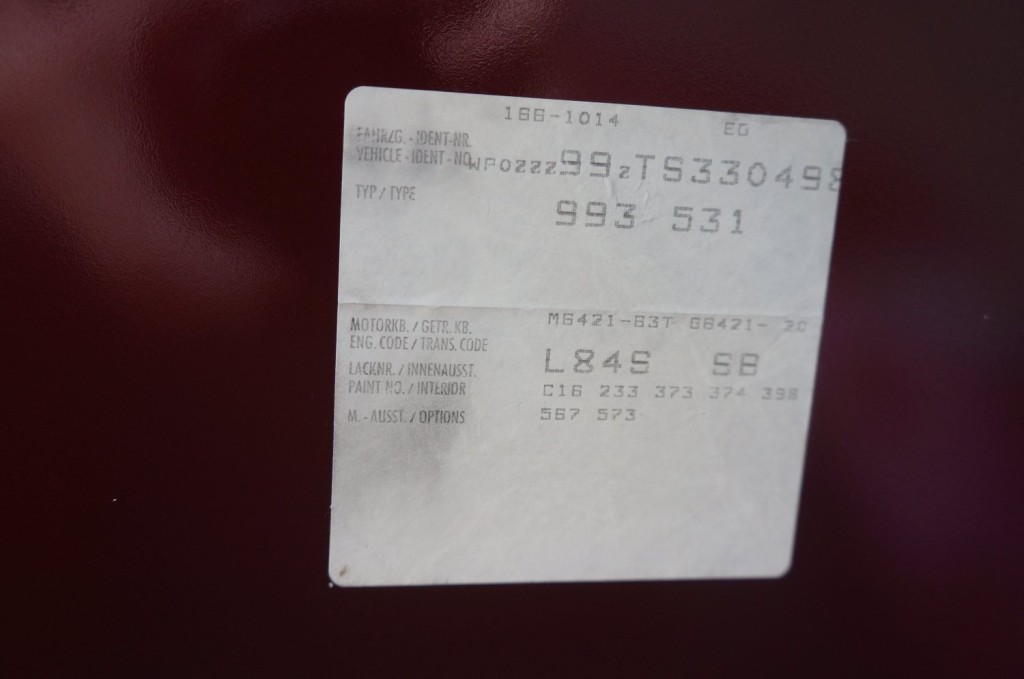 166-1014 EG
FAHRZG.-IDENT-NR.
VEHICLE-IDENT-NO. WP0ZZZ99ZTS330498
TYP / TYPE 993 531
MOTORKB. / GETR. KB. M6421-63T G6421- 20
ENG. CODE / TRANS. CODE
LACKNR. / INNENAUSST. L84S SB
PAINT NO. / INTERIOR C16 233 373 374 398
M.-AUSST. / OPTIONS 567 573